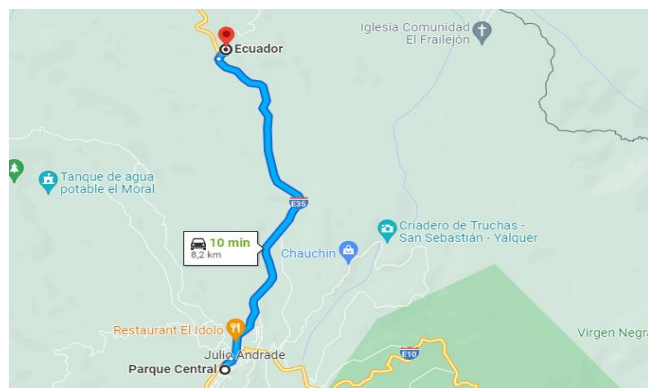 Iglesia Comunidad
El Frailejón
Ecuador
Tanque de agua
potable el Moral
E35
10 min
8,2 km
Criadero de Truchas -
San Sebastián - Yalquer
Chauchin
Restaurant El Idolo
Virgen Negra
Julio Andrade
E10
Parque Central